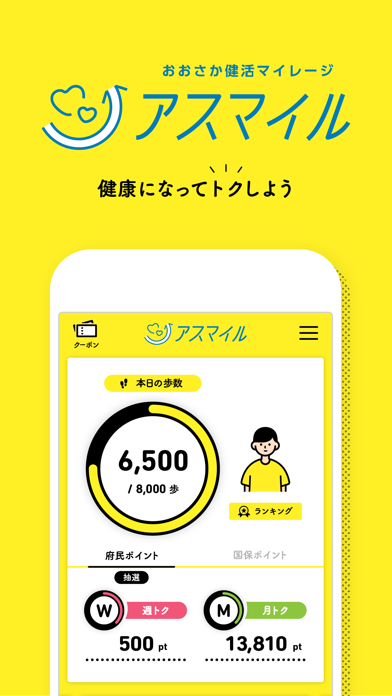 おおさか健活マイレージ
アスマイル
健康になってトクしよう
クーポン
アスマイル
本日の歩数
6,500
/ 8,000 歩
ランキング
府民ポイント
国保ポイント
抽選
W 週トク
M 月トク
500 pt
13,810 pt